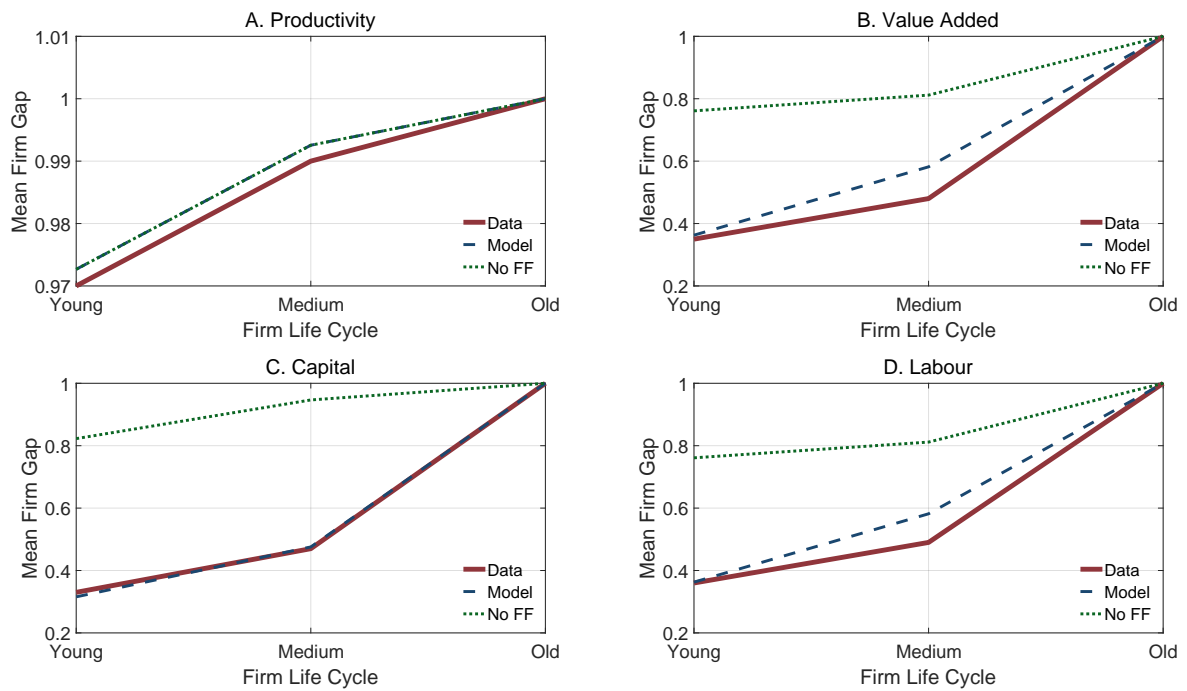 A. Productivity
1.01
1
0.99
0.98
0.97
Mean Firm Gap
Data
Model
No FF
Young
Medium
Old
Firm Life Cycle
B. Value Added
1
0.8
0.6
0.4
0.2
Mean Firm Gap
Data
Model
No FF
Young
Medium
Old
Firm Life Cycle
C. Capital
1
0.8
0.6
0.4
0.2
Mean Firm Gap
Data
Model
No FF
Young
Medium
Old
Firm Life Cycle
D. Labour
1
0.8
0.6
0.4
0.2
Mean Firm Gap
Data
Model
No FF
Young
Medium
Old
Firm Life Cycle